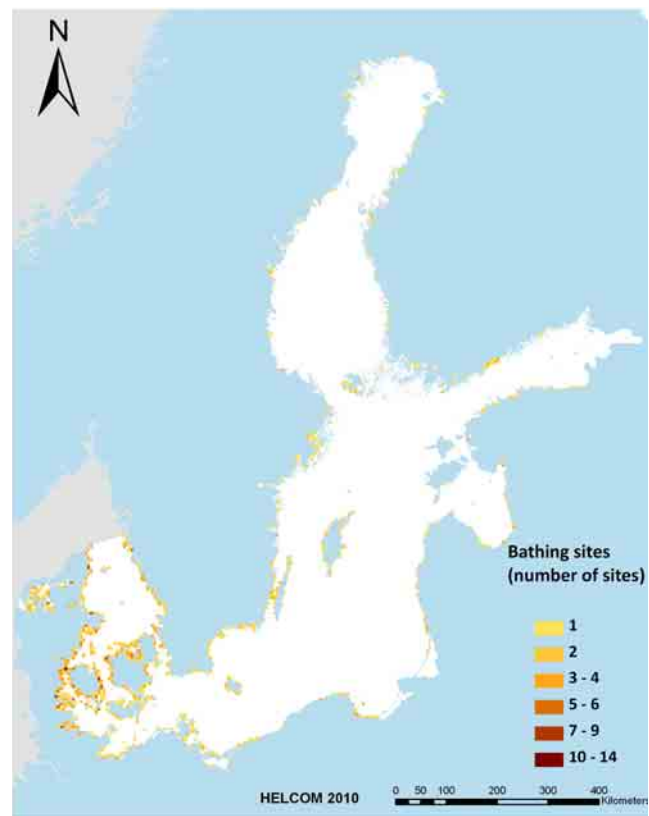 N
Bathing sites
(number of sites)
1
2
3 - 4
5 - 6
7 - 9
10 - 14
HELCOM 2010
0 50 100 200 300 400
Kilometers